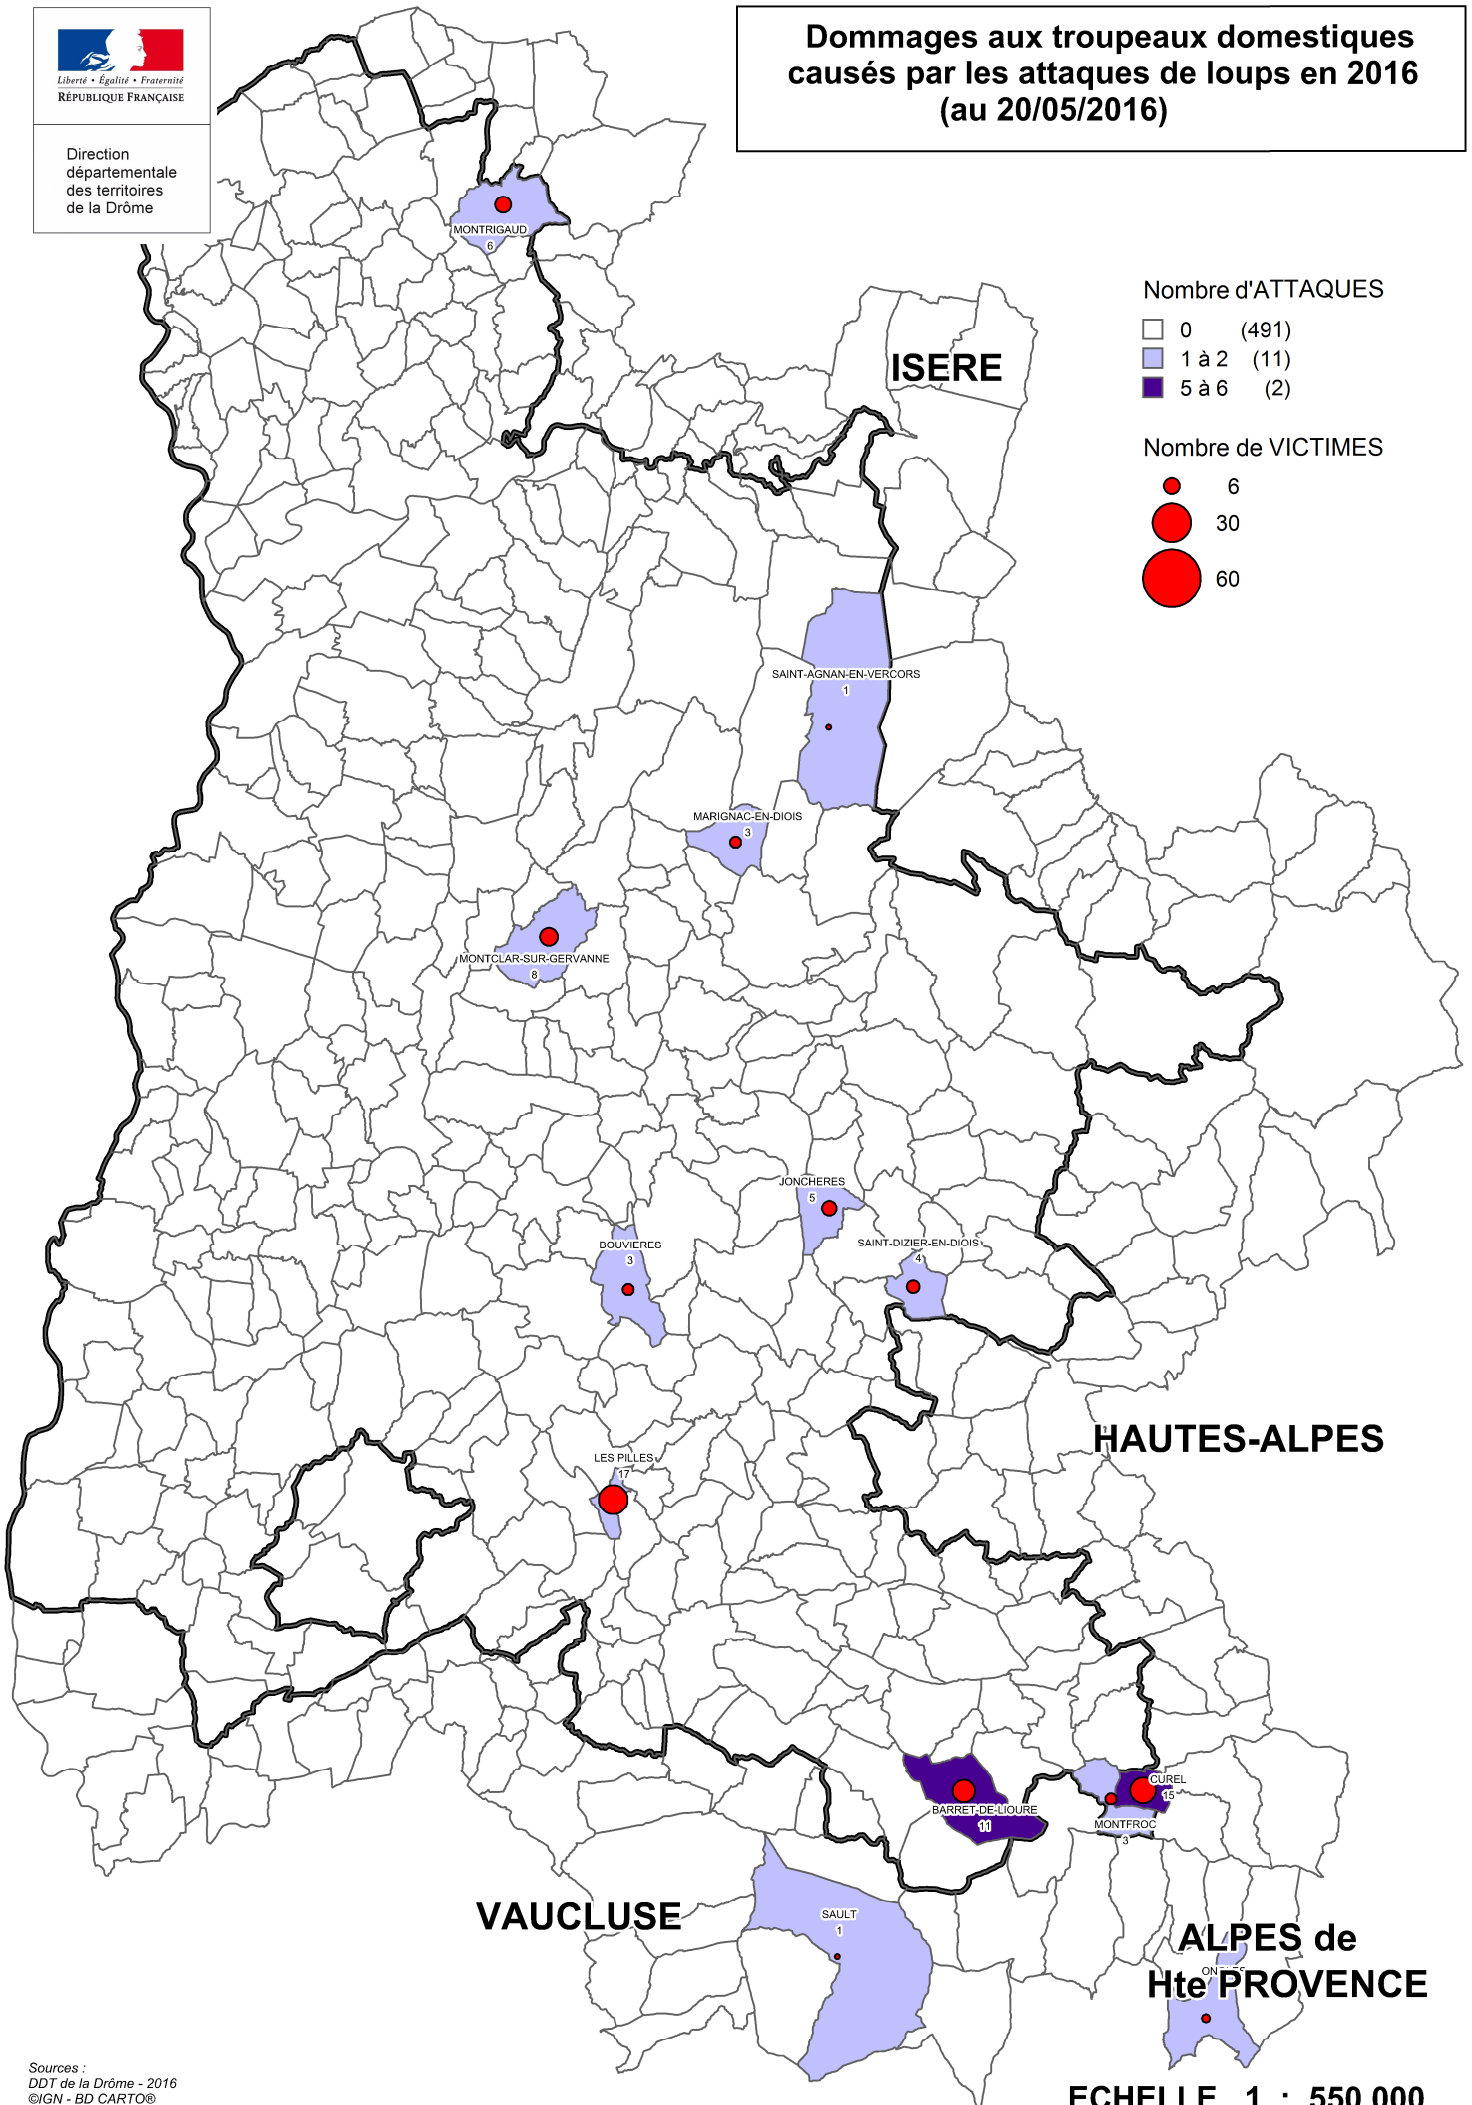 Liberté • Égalité • Fraternité
RÉPUBLIQUE FRANÇAISE
Direction
départementale
des territoires
de la Drôme
Dommages aux troupeaux domestiques
causés par les attaques de loups en 2016
(au 20/05/2016)
MONTRIGAUD
6
Nombre d'ATTAQUES
0 (491)
1 à 2 (11)
5 à 6 (2)
ISERE
Nombre de VICTIMES
6
30
60
SAINT-AGNAN-EN-VERCORS
1
MARIGNAC-EN-DIOIS
3
MONTCLAR-SUR-GERVANNE
8
JONCHERES
5
BOUVIERES
3
SAINT-DIZIER-EN-DIOIS
4
HAUTES-ALPES
LES PILLES
17
CUREL
15
BARRET-DE-LIOURE
11
MONTFROC
3
VAUCLUSE
SAULT
1
ALPES de
Hte PROVENCE
Sources :
DDT de la Drôme - 2016
©IGN - BD CARTO®
ECHELLE 1 : 550 000